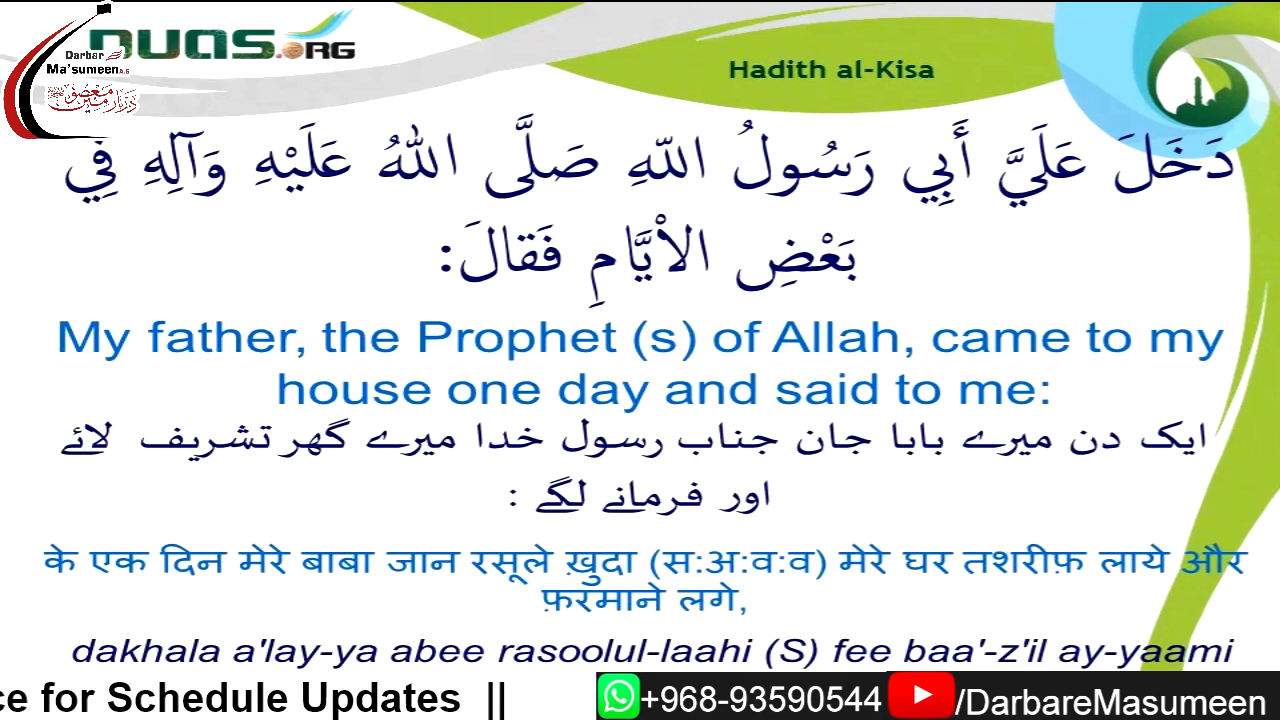 DUAS.ORG
Darbar
Ma'sumeen A.S
Hadith al-Kisa
دَخَلَ عَلَيَّ أَبِي رَسُولُ اللّهِ صَلَّى اللهُ عَلَيْهِ وَآلِهِ فِي
بَعْضِ الاْيَّامِ فَقالَ:
My father, the Prophet (s) of Allah, came to my
house one day and said to me:
ایک دن میرے بابا جان جناب رسول خدا میرے گھر تشریف لائے
اور فرمانے لگے :
के एक दिन मेरे बाबा जान रसूले ख़ुदा (स:अ:व:व) मेरे घर तशरीफ़ लाये और
फ़रमाने लगे,
dakhala a'lay-ya abee rasoolul-laahi (S) fee baa'-z'il ay-yaami
ce for Schedule Updates || +968-93590544 /DarbareMasumeen